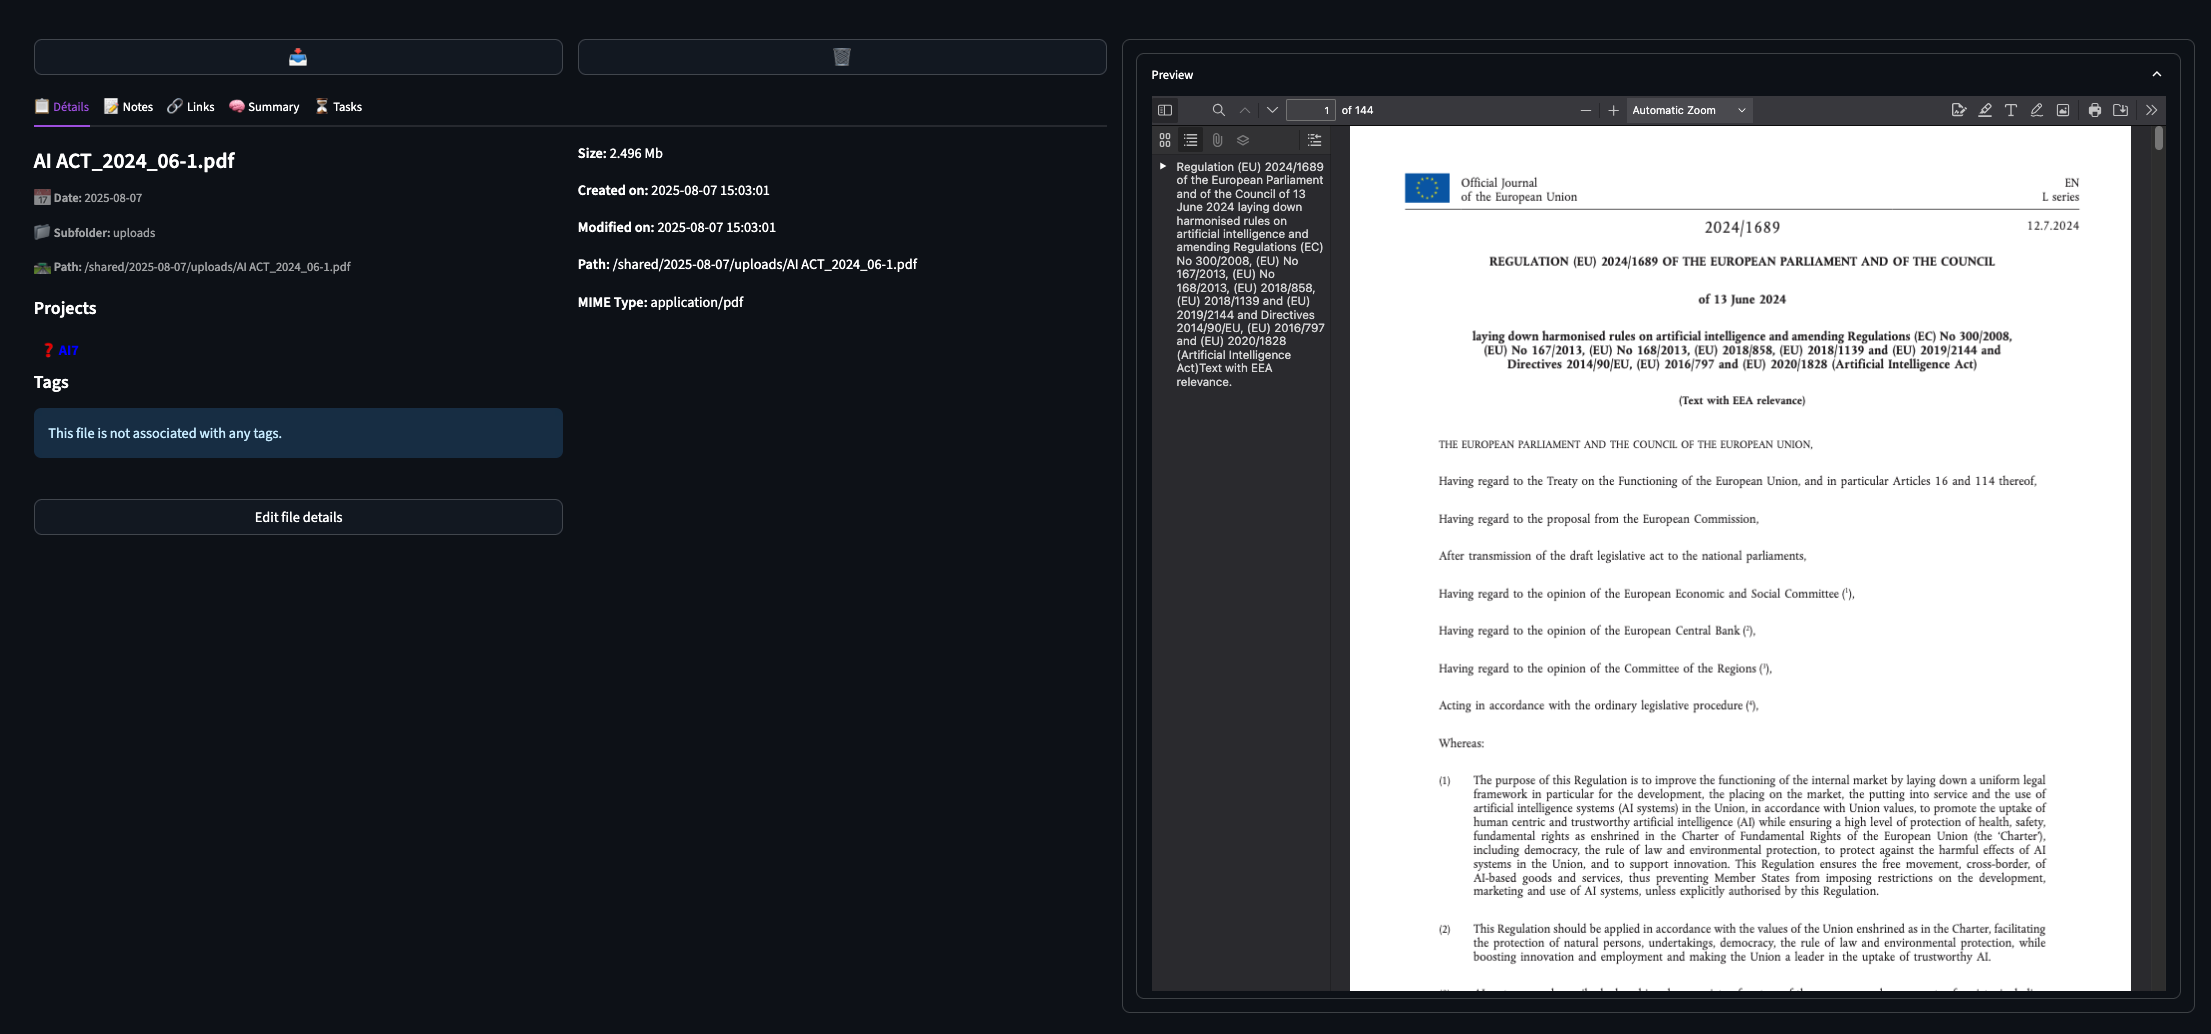 Détails
Notes
Links
Summary
Tasks
AI ACT_2024_06-1.pdf
Date: 2025-08-07
Subfolder: uploads
Path: /shared/2025-08-07/uploads/AI ACT_2024_06-1.pdf
Projects
❓ AI7
Tags
This file is not associated with any tags.
Edit file details
Size: 2.496 Mb
Created on: 2025-08-07 15:03:01
Modified on: 2025-08-07 15:03:01
Path: /shared/2025-08-07/uploads/AI ACT_2024_06-1.pdf
MIME Type: application/pdf
Preview
1 of 144
Automatic Zoom
Regulation (EU) 2024/1689
of the European Parliament
and of the Council of 13
June 2024 laying down
harmonised rules on
artificial intelligence and
amending Regulations (EC)
No 300/2008, (EU) No
167/2013, (EU) No
168/2013, (EU) 2018/858,
(EU) 2018/1139 and (EU)
2019/2144 and Directives
2014/90/EU, (EU) 2016/797
and (EU) 2020/1828
(Artificial Intelligence
Act)Text with EEA
relevance.
Official Journal
of the European Union
EN
L series
2024/1689
12.7.2024
REGULATION (EU) 2024/1689 OF THE EUROPEAN PARLIAMENT AND OF THE COUNCIL
of 13 June 2024
laying down harmonised rules on artificial intelligence and amending Regulations (EC) No 300/2008,
(EU) No 167/2013, (EU) No 168/2013, (EU) 2018/858, (EU) 2018/1139 and (EU) 2019/2144 and
Directives 2014/90/EU, (EU) 2016/797 and (EU) 2020/1828 (Artificial Intelligence Act)
(Text with EEA relevance)
THE EUROPEAN PARLIAMENT AND THE COUNCIL OF THE EUROPEAN UNION,
Having regard to the Treaty on the Functioning of the European Union, and in particular Articles 16 and 114 thereof,
Having regard to the proposal from the European Commission,
After transmission of the draft legislative act to the national parliaments,
Having regard to the opinion of the European Economic and Social Committee (¹),
Having regard to the opinion of the European Central Bank (²),
Having regard to the opinion of the Committee of the Regions (³),
Acting in accordance with the ordinary legislative procedure (⁴),
Whereas:
(1) The purpose of this Regulation is to improve the functioning of the internal market by laying down a uniform legal
framework in particular for the development, the placing on the market, the putting into service and the use of
artificial intelligence systems (AI systems) in the Union, in accordance with Union values, to promote the uptake of
human centric and trustworthy artificial intelligence (AI) while ensuring a high level of protection of health, safety,
fundamental rights as enshrined in the Charter of Fundamental Rights of the European Union (the ‘Charter’),
including democracy, the rule of law and environmental protection, to protect against the harmful effects of AI
systems in the Union, and to support innovation. This Regulation ensures the free movement, cross-border, of
AI-based goods and services, thus preventing Member States from imposing restrictions on the development,
marketing and use of AI systems, unless explicitly authorised by this Regulation.
(2) This Regulation should be applied in accordance with the values of the Union enshrined as in the Charter, facilitating
the protection of natural persons, undertakings, democracy, the rule of law and environmental protection, while
boosting innovation and employment and making the Union a leader in the uptake of trustworthy AI.